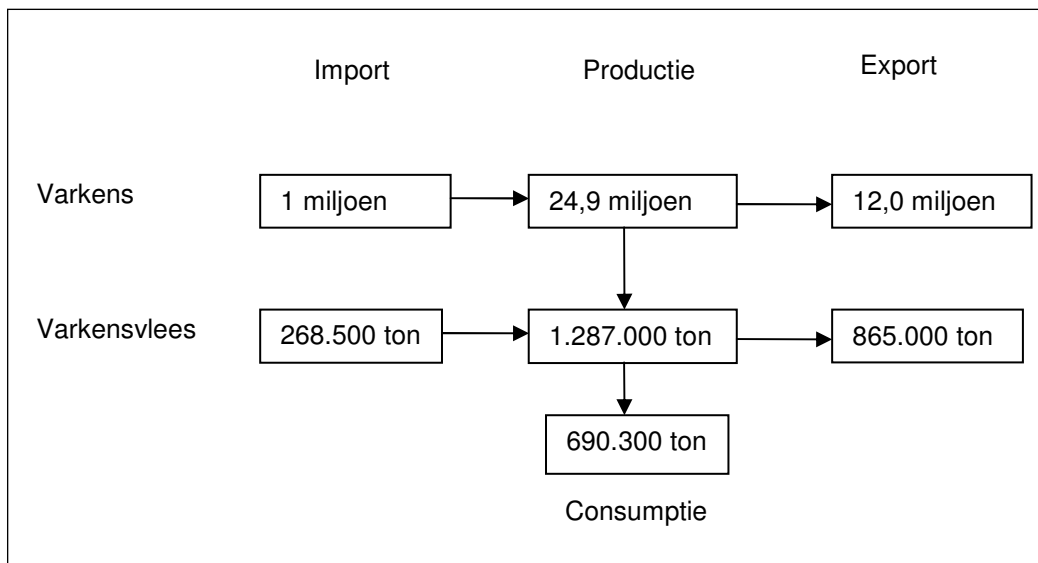 Import Productie Export
Varkens 1 miljoen 24,9 miljoen 12,0 miljoen
Varkensvlees 268.500 ton 1.287.000 ton 865.000 ton
690.300 ton
Consumptie